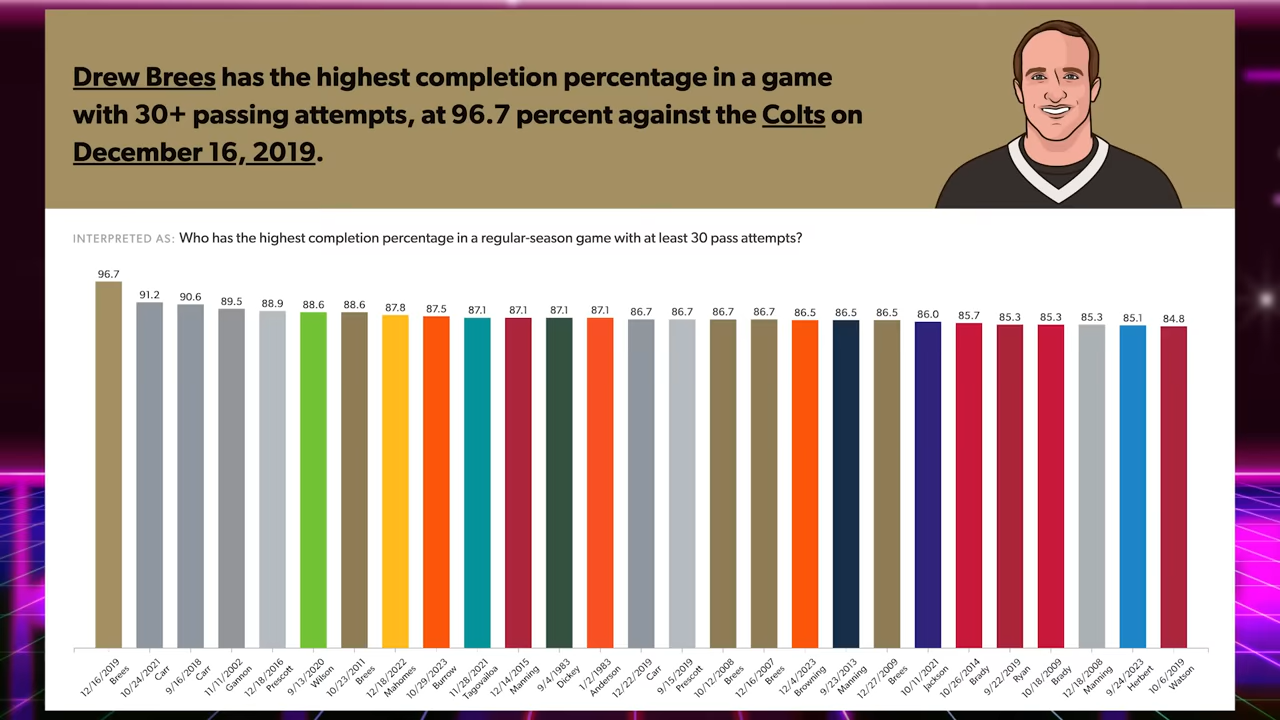 Drew Brees has the highest completion percentage in a game
with 30+ passing attempts, at 96.7 percent against the Colts on
December 16, 2019.
INTERPRETED AS: Who has the highest completion percentage in a regular-season game with at least 30 pass attempts?
96.7
91.2
90.6
89.5
88.9
88.6
88.6
87.8
87.5
87.1
87.1
87.1
87.1
86.7
86.7
86.7
86.7
86.5
86.5
86.5
86.0
85.7
85.3
85.3
85.3
85.1
84.8
12/16/2019
Brees
10/24/2021
Carr
9/16/2018
Carr
11/11/2002
Gannon
12/18/2016
Prescott
9/13/2020
Wilson
10/23/2011
Brees
12/18/2022
Mahomes
10/29/2023
Burrow
11/28/2021
Tagovailoa
12/14/2015
Manning
9/4/1983
Dickey
1/2/1983
Anderson
12/22/2019
Carr
9/15/2019
Prescott
10/12/2008
Brees
12/16/2007
Brees
12/4/2023
Browning
9/23/2013
Manning
12/27/2009
Brees
10/11/2021
Jackson
10/26/2014
Brady
9/22/2019
Ryan
10/18/2009
Brady
12/18/2008
Manning
9/24/2023
Herbert
10/6/2019
Watson